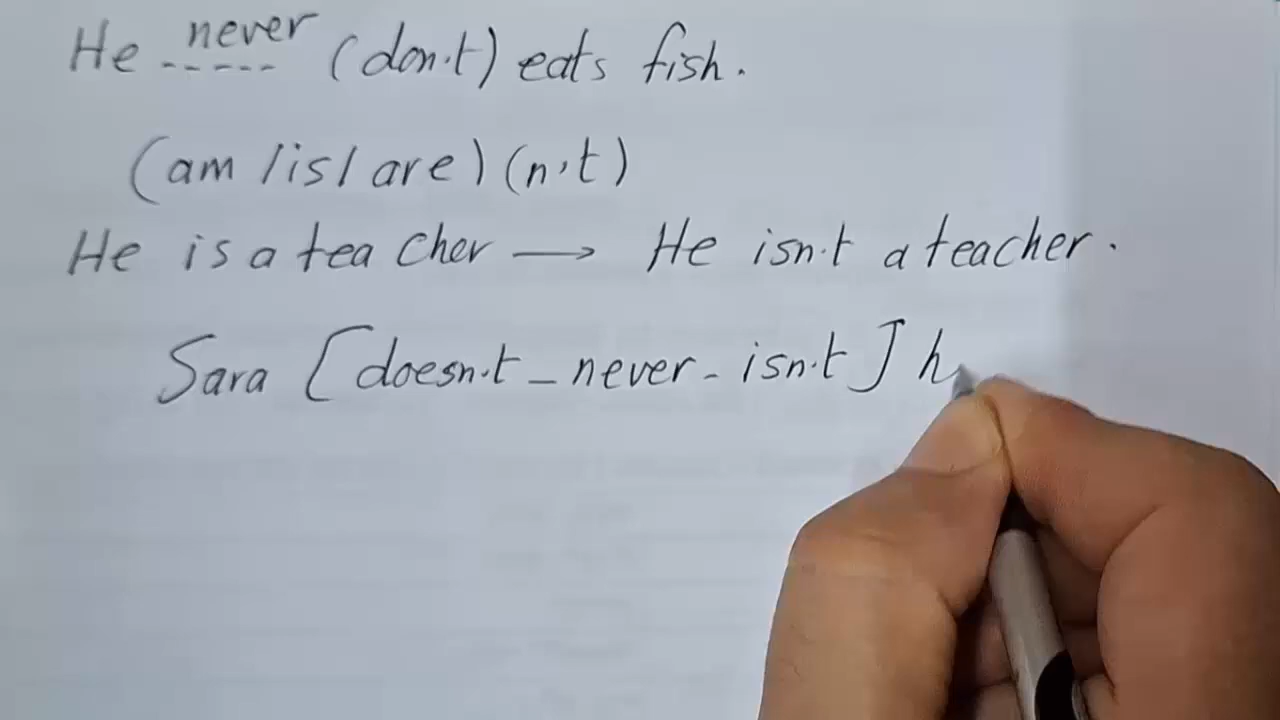 He never (don't) eats fish.
(am / is / are) (n't)
He is a teacher → He isn't a teacher.
Sara [doesn't - never - isn't] h